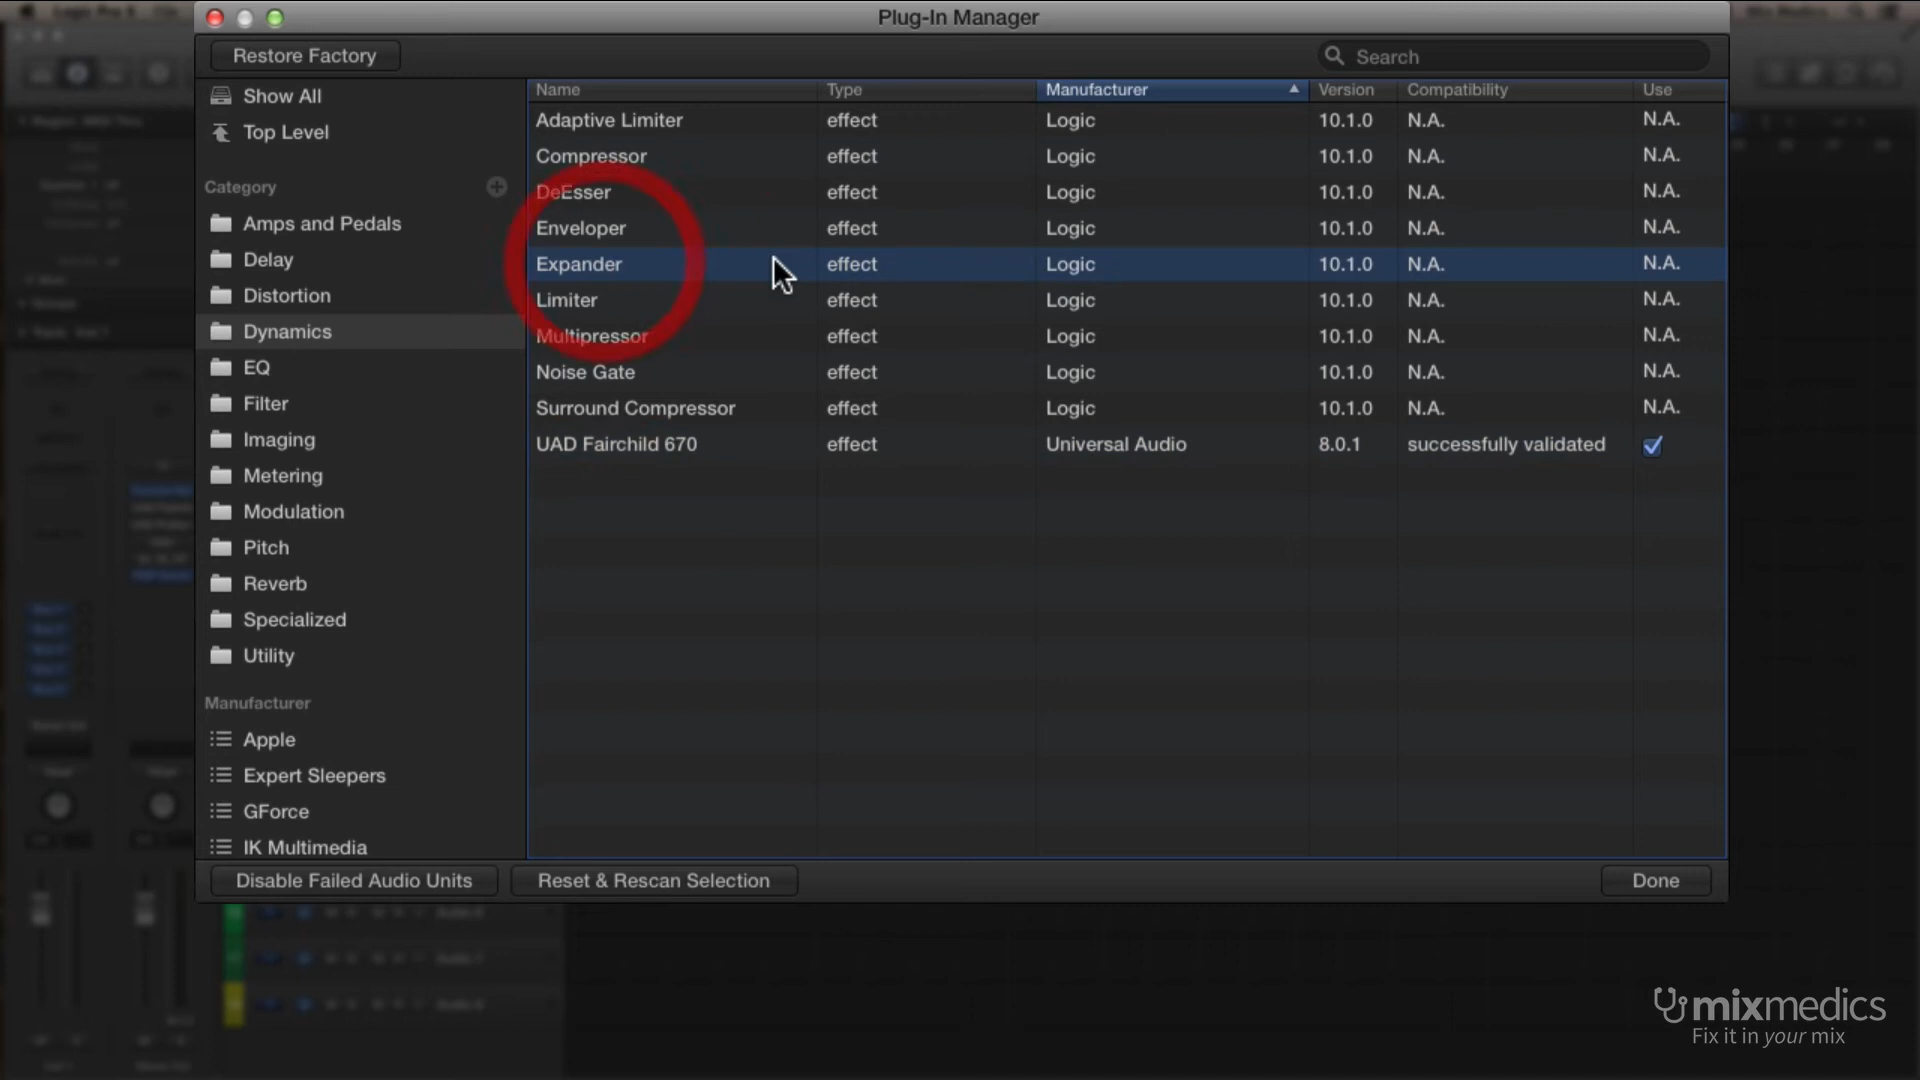 Plug-In Manager
Restore Factory
Search
Show All
Top Level
Category
Amps and Pedals
Delay
Distortion
Dynamics
EQ
Filter
Imaging
Metering
Modulation
Pitch
Reverb
Specialized
Utility
Manufacturer
Apple
Expert Sleepers
GForce
IK Multimedia
Name Type Manufacturer Version Compatibility Use
Adaptive Limiter effect Logic 10.1.0 N.A. N.A.
Compressor effect Logic 10.1.0 N.A. N.A.
DeEsser effect Logic 10.1.0 N.A. N.A.
Enveloper effect Logic 10.1.0 N.A. N.A.
Expander effect Logic 10.1.0 N.A. N.A.
Limiter effect Logic 10.1.0 N.A. N.A.
Multipressor effect Logic 10.1.0 N.A. N.A.
Noise Gate effect Logic 10.1.0 N.A. N.A.
Surround Compressor effect Logic 10.1.0 N.A. N.A.
UAD Fairchild 670 effect Universal Audio 8.0.1 successfully validated
Disable Failed Audio Units Reset & Rescan Selection Done
mixmedics
Fix it in your mix